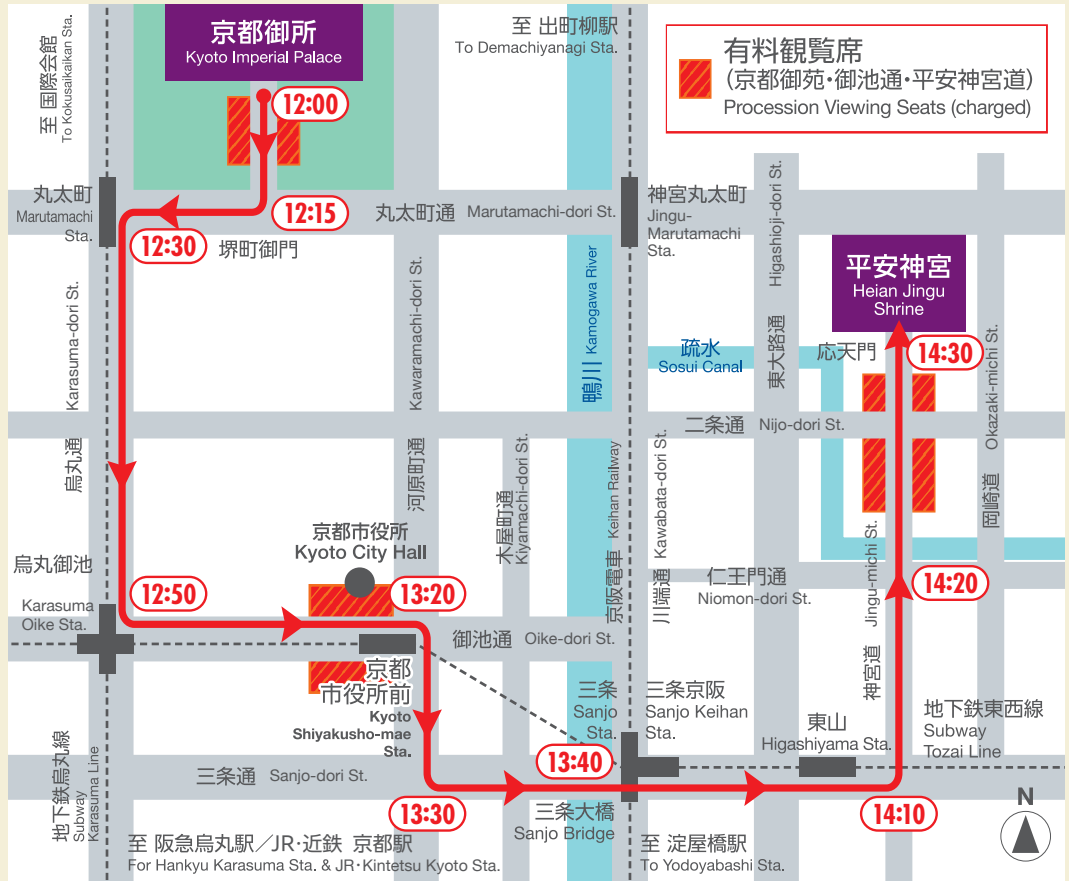 京都御所
Kyoto Imperial Palace
至 国際会館
To Kokusaikaikan Sta.
12:00
至 出町柳駅
To Demachiyanagi Sta.
有料観覧席
(京都御苑・御池通・平安神宮道)
Procession Viewing Seats (charged)
丸太町
Marutamachi
Sta.
12:15
12:30
堺町御門
丸太町通 Marutamachi-dori St.
神宮丸太町
Jingu-
Marutamachi
Sta.
Higashioji-dori St.
東大路通
平安神宮
Heian Jingu
Shrine
応天門
14:30
Karasuma-dori St.
烏丸通
Kawaramachi-dori St.
河原町通
鴨川 Kamogawa River
疏水
Sosui Canal
Okazaki-michi St.
岡崎道
二条通 Nijo-dori St.
木屋町通
Kiyamachi-dori St.
京阪電車 Keihan Railway
川端通 Kawabata-dori St.
京都市役所
Kyoto City Hall
烏丸御池
Karasuma
Oike Sta.
12:50
13:20
仁王門通
Niomon-dori St.
神宮道 Jingu-michi St.
14:20
御池通 Oike-dori St.
京都
市役所前
Kyoto
Shiyakusho-mae
Sta.
三条
Sanjo
Sta.
三条京阪
Sanjo Keihan
Sta.
東山
Higashiyama Sta.
地下鉄東西線
Subway
Tozai Line
地下鉄烏丸線
Subway
Karasuma Line
三条通 Sanjo-dori St.
13:40
13:30
三条大橋
Sanjo Bridge
14:10
N
至 阪急烏丸駅/JR・近鉄 京都駅
For Hankyu Karasuma Sta. & JR・Kintetsu Kyoto Sta.
至 淀屋橋駅
To Yodoyabashi Sta.